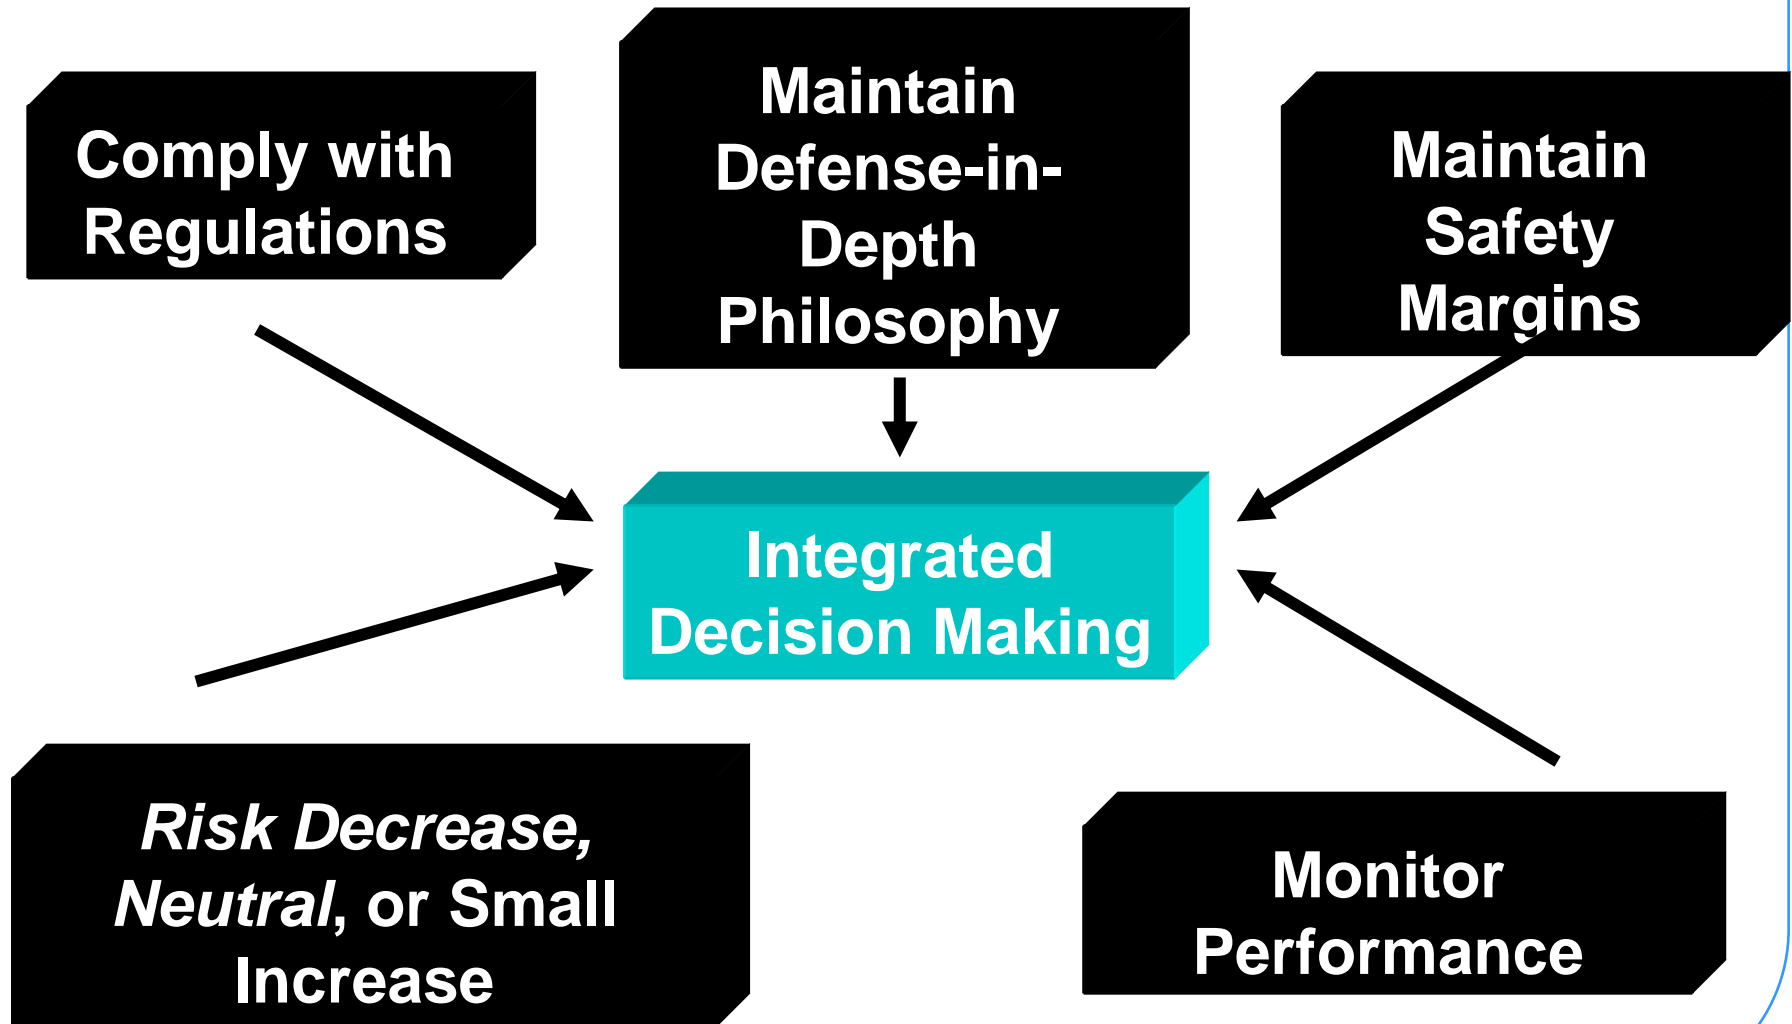 Comply with
Regulations
Maintain
Defense-in-
Depth
Philosophy
Maintain
Safety
Margins
Integrated
Decision Making
Risk Decrease,
Neutral, or Small
Increase
Monitor
Performance